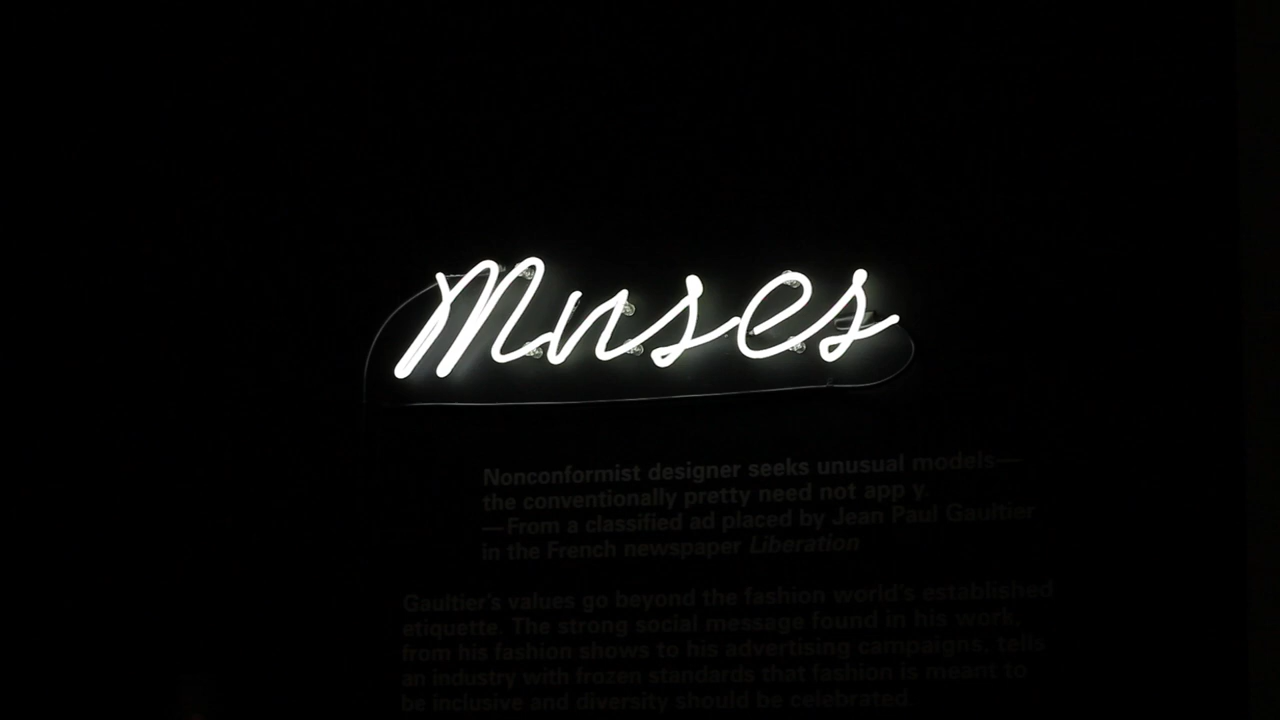 Muses
Nonconformist designer seeks unusual models—
the conventionally pretty need not app y.
—From a classified ad placed by Jean Paul Gaultier
in the French newspaper Liberation
Gaultier's values go beyond the fashion world's established
etiquette. The strong social message found in his work,
from his fashion shows to his advertising campaigns, tells
an industry with frozen standards that fashion is meant to
be inclusive and diversity should be celebrated